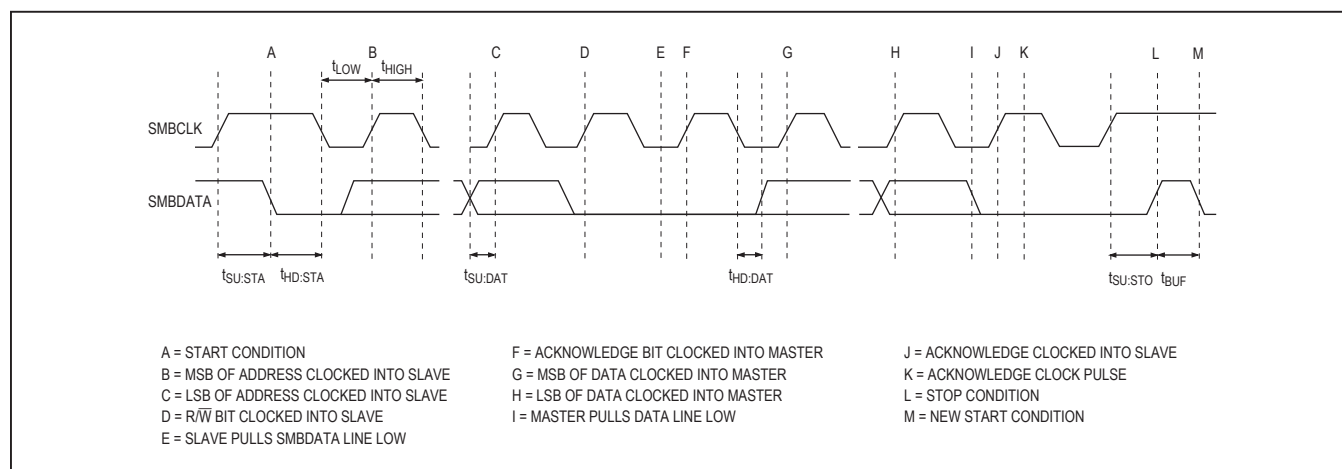 A B C D E F G H I J K L M
tLOW tHIGH
SMBCLK
SMBDATA
tSU:STA tHD:STA tSU:DAT tHD:DAT tSU:STO tBUF
A = START CONDITION
B = MSB OF ADDRESS CLOCKED INTO SLAVE
C = LSB OF ADDRESS CLOCKED INTO SLAVE
D = R/W̅ BIT CLOCKED INTO SLAVE
E = SLAVE PULLS SMBDATA LINE LOW
F = ACKNOWLEDGE BIT CLOCKED INTO MASTER
G = MSB OF DATA CLOCKED INTO MASTER
H = LSB OF DATA CLOCKED INTO MASTER
I = MASTER PULLS DATA LINE LOW
J = ACKNOWLEDGE CLOCKED INTO SLAVE
K = ACKNOWLEDGE CLOCK PULSE
L = STOP CONDITION
M = NEW START CONDITION